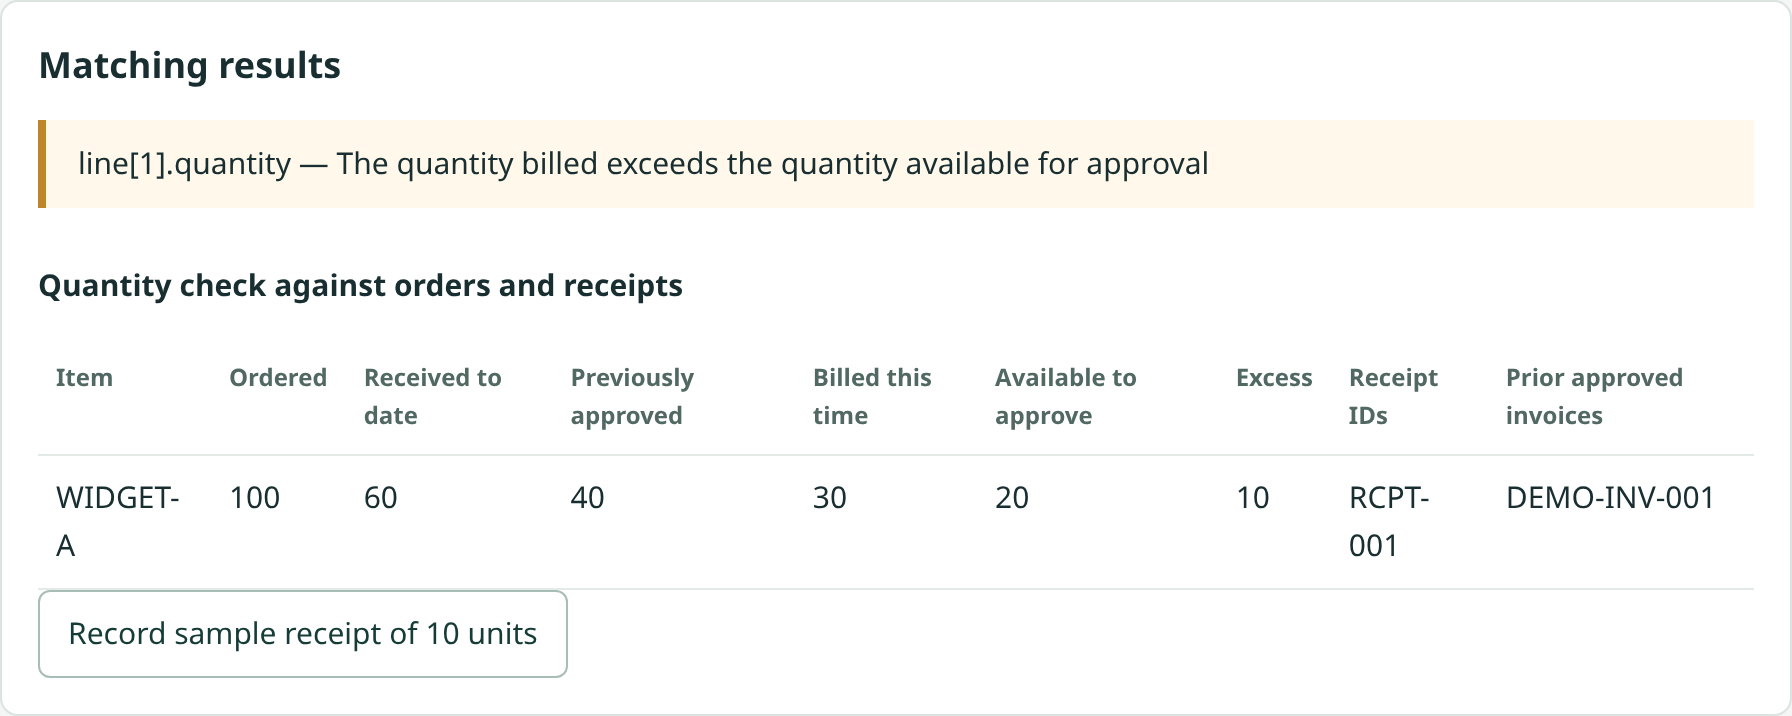 Matching results
line[1].quantity — The quantity billed exceeds the quantity available for approval
Quantity check against orders and receipts
Item Ordered Received to date Previously approved Billed this time Available to approve Excess Receipt IDs Prior approved invoices
WIDGET-A 100 60 40 30 20 10 RCPT-001 DEMO-INV-001
Record sample receipt of 10 units